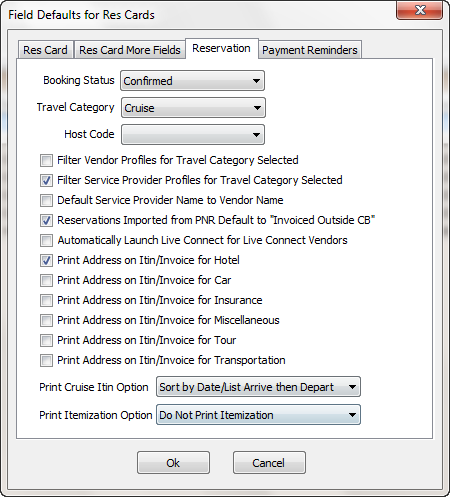 Field Defaults for Res Cards
Res Card Res Card More Fields Reservation Payment Reminders
Booking Status Confirmed
Travel Category Cruise
Host Code
Filter Vendor Profiles for Travel Category Selected
Filter Service Provider Profiles for Travel Category Selected
Default Service Provider Name to Vendor Name
Reservations Imported from PNR Default to "Invoiced Outside CB"
Automatically Launch Live Connect for Live Connect Vendors
Print Address on Itin/Invoice for Hotel
Print Address on Itin/Invoice for Car
Print Address on Itin/Invoice for Insurance
Print Address on Itin/Invoice for Miscellaneous
Print Address on Itin/Invoice for Tour
Print Address on Itin/Invoice for Transportation
Print Cruise Itin Option Sort by Date/List Arrive then Depart
Print Itemization Option Do Not Print Itemization
Ok Cancel